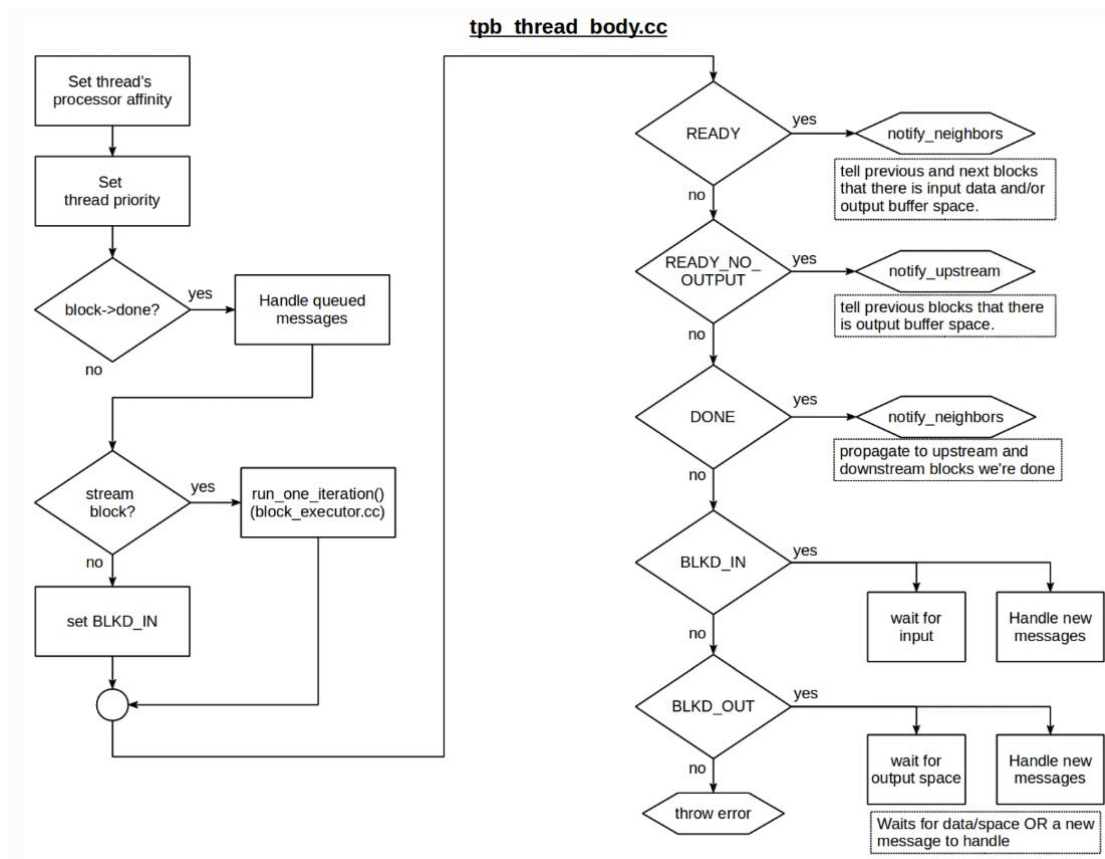 tpb_thread_body.cc
Set thread's
processor affinity
Set
thread priority
block->done?
yes
no
Handle queued
messages
stream
block?
yes
no
run_one_iteration()
(block_executor.cc)
set BLKD_IN
READY
yes
no
notify_neighbors
tell previous and next blocks
that there is input data and/or
output buffer space.
READY_NO_
OUTPUT
yes
no
notify_upstream
tell previous blocks that there
is output buffer space.
DONE
yes
no
notify_neighbors
propagate to upstream and
downstream blocks we're done
BLKD_IN
yes
no
wait for
input
Handle new
messages
BLKD_OUT
yes
no
wait for
output space
Handle new
messages
throw error
Waits for data/space OR a new
message to handle